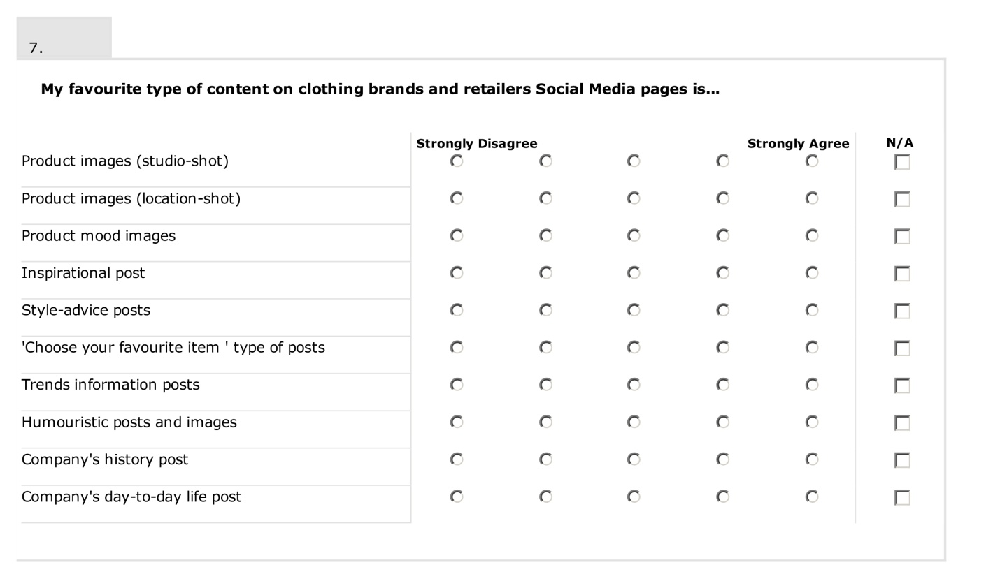 7.
My favourite type of content on clothing brands and retailers Social Media pages is...
Strongly Disagree Strongly Agree N/A
Product images (studio-shot)
Product images (location-shot)
Product mood images
Inspirational post
Style-advice posts
'Choose your favourite item ' type of posts
Trends information posts
Humouristic posts and images
Company's history post
Company's day-to-day life post